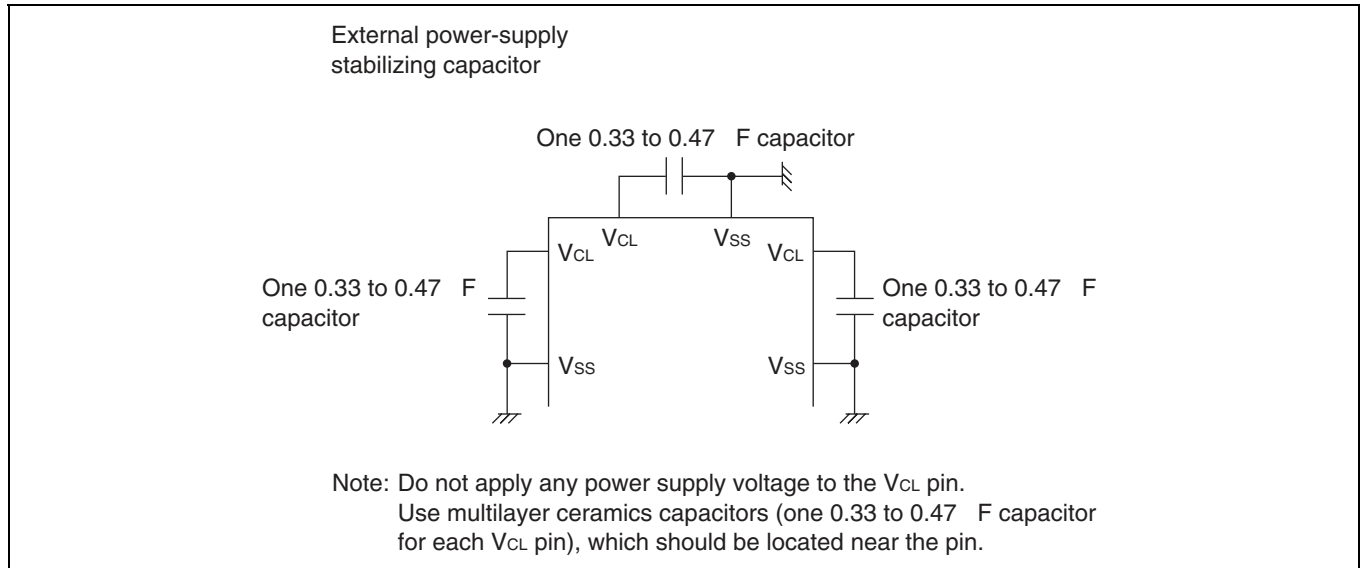 External power-supply
stabilizing capacitor
One 0.33 to 0.47 F capacitor
VCL
VCL
VSS
VCL
One 0.33 to 0.47 F
capacitor
One 0.33 to 0.47 F
capacitor
VSS
VSS
Note: Do not apply any power supply voltage to the VCL pin.
Use multilayer ceramics capacitors (one 0.33 to 0.47 F capacitor
for each VCL pin), which should be located near the pin.